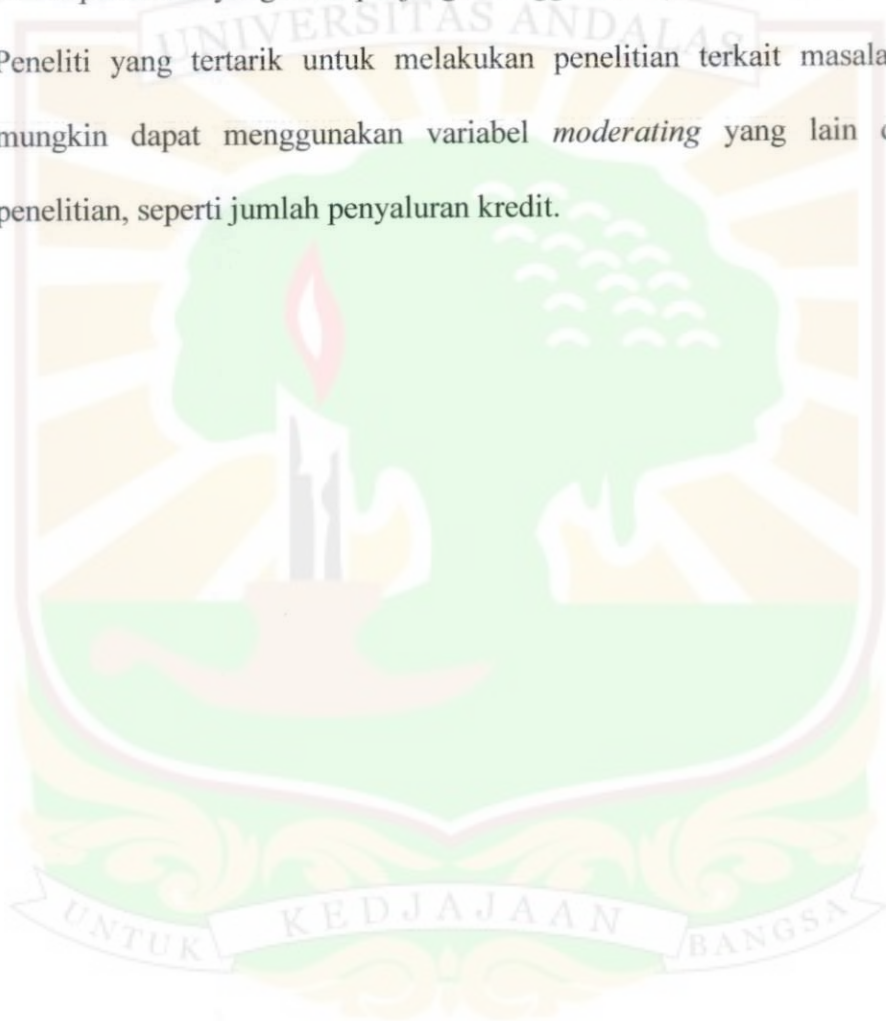 UNIVERSITAS ANDALAS
Peneliti yang tertarik untuk melakukan penelitian terkait
mungkin dapat menggunakan variabel moderating yang lain
penelitian, seperti jumlah penyaluran kredit.
UNTUK KEDJAJAAN BANGSA